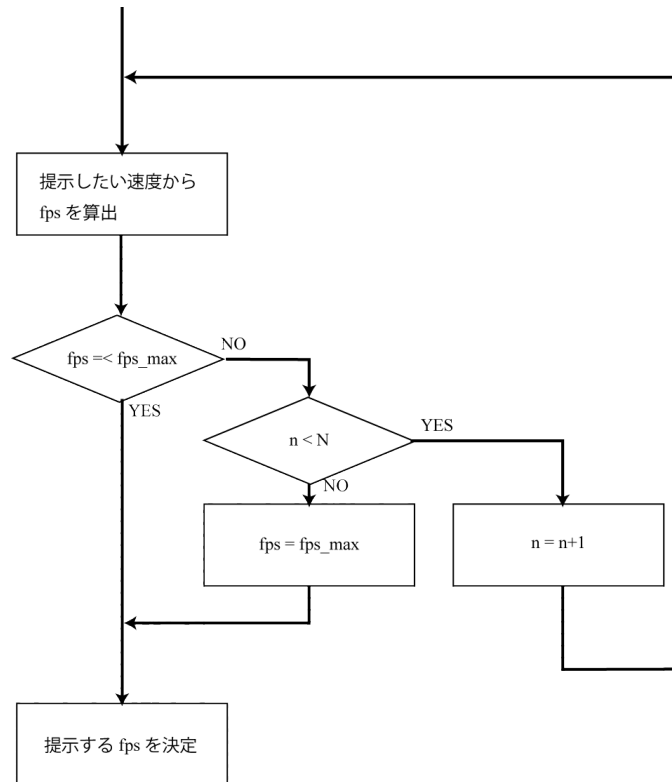 提示したい速度から
fps を算出
fps =< fps_max
NO
YES
n < N
YES
NO
fps = fps_max
n = n+1
提示する fps を決定